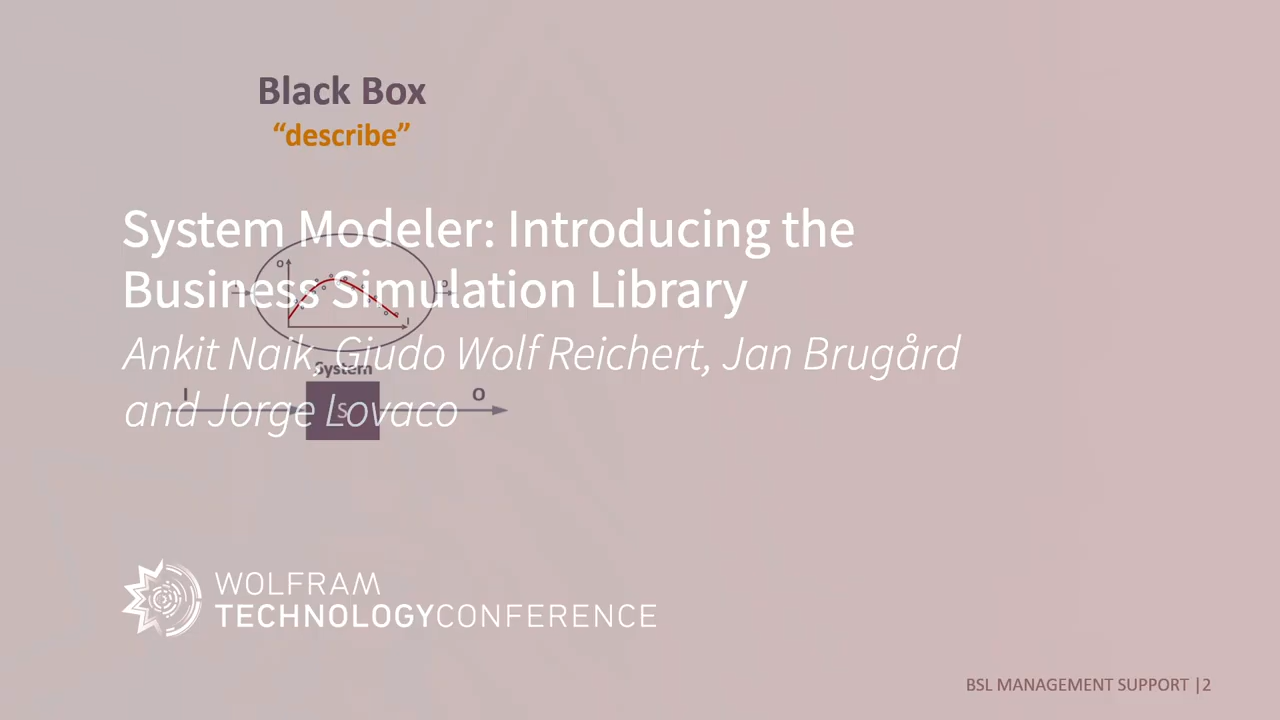 Black Box
“describe”
System Modeler: Introducing the
Business Simulation Library
O
O
I
Ankit Naik, Giudo Wolf Reichert, Jan Brugård
and Jorge Lovaco
System
I
S
O
WOLFRAM
TECHNOLOGYCONFERENCE
BSL MANAGEMENT SUPPORT |2